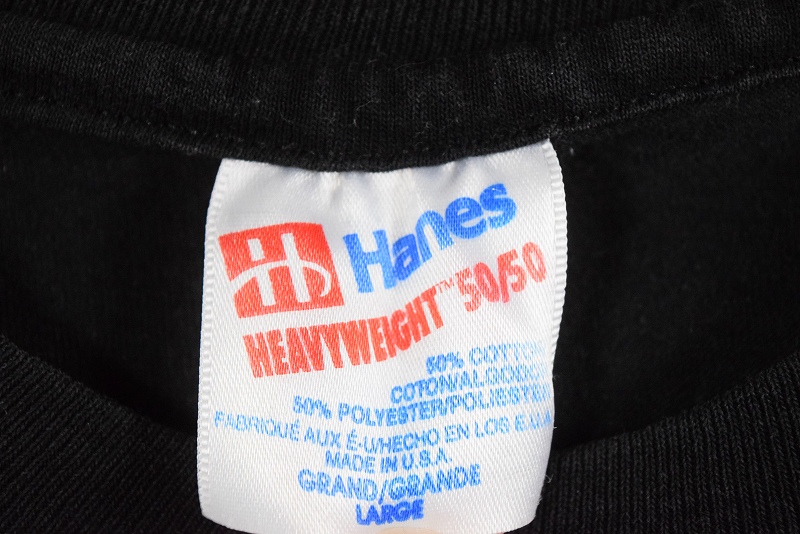 H Hanes
HEAVYWEIGHT™ 50/50
50% COTTON
COTON/ALGODÓN
50% POLYESTER/POLIESTER
FABRIQUÉ AUX É-U/HECHO EN LOS E.U.A.
MADE IN U.S.A.
GRAND/GRANDE
LARGE